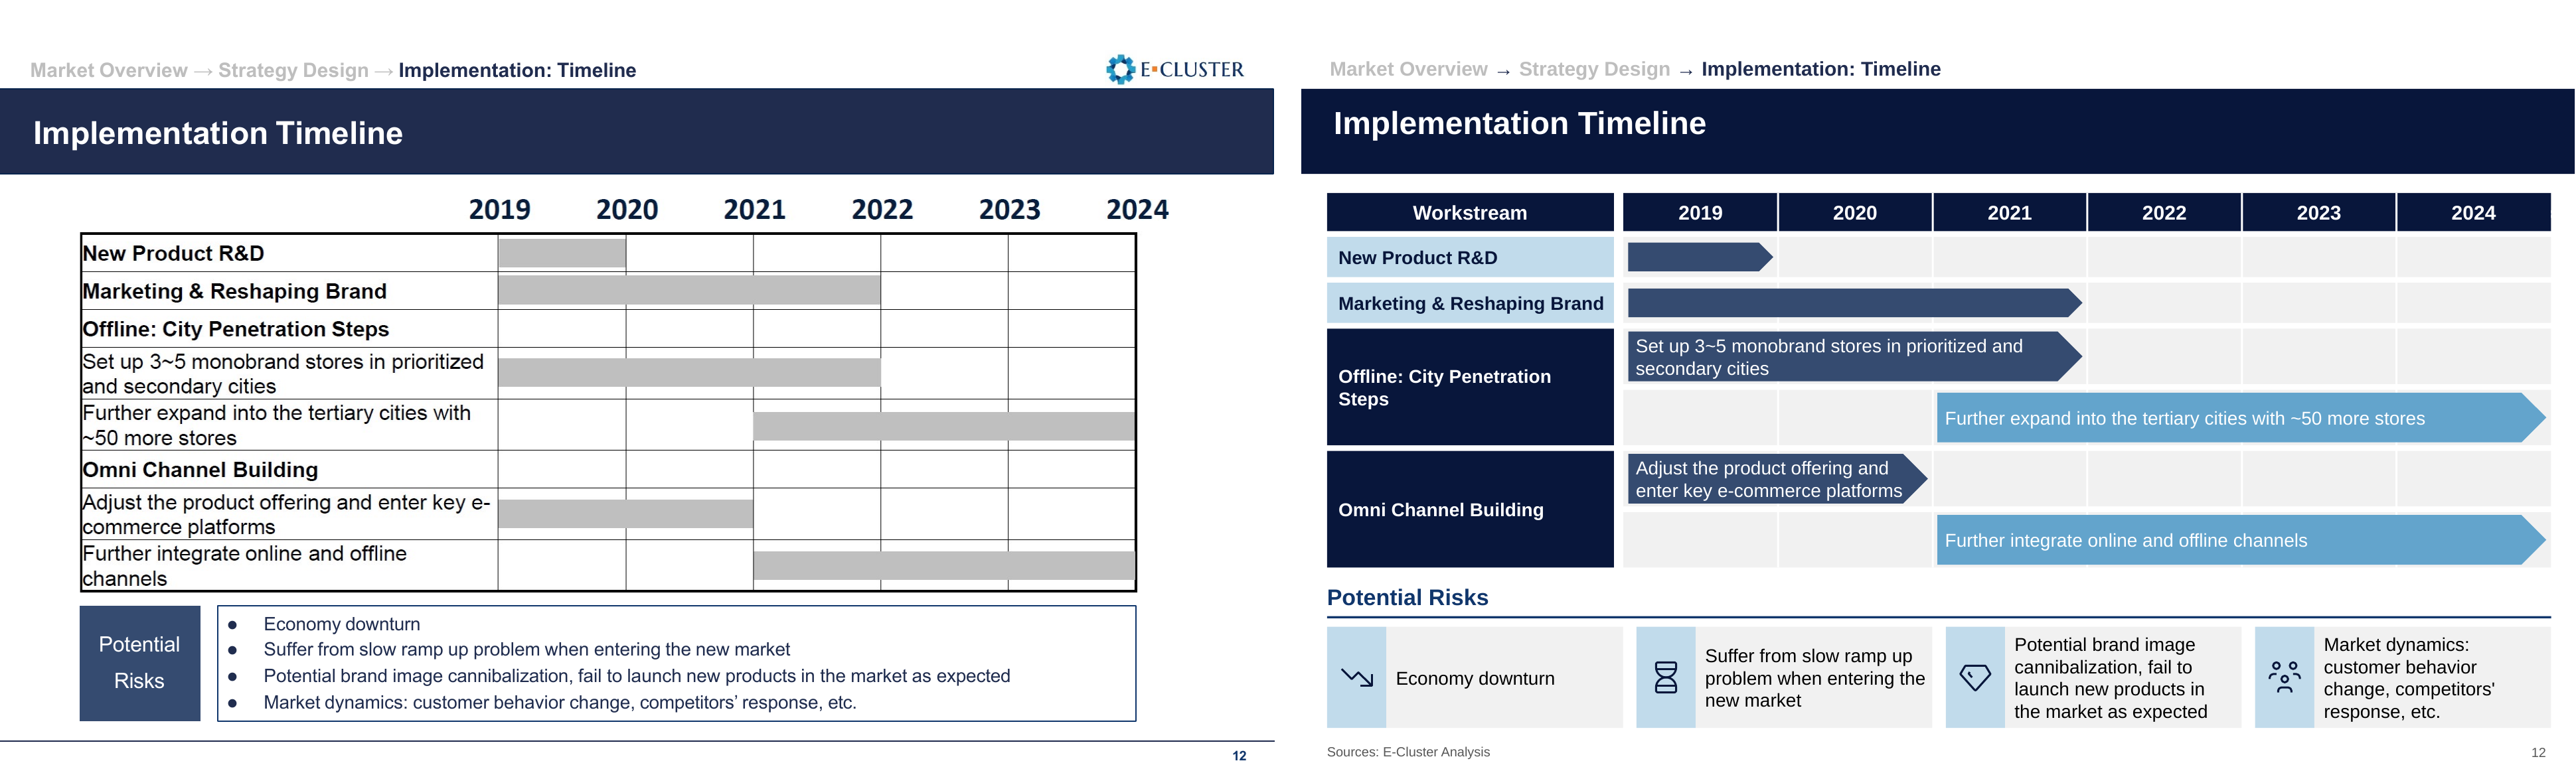 Market Overview → Strategy Design → Implementation: Timeline
E▪CLUSTER
Implementation Timeline
2019 2020 2021 2022 2023 2024
New Product R&D
Marketing & Reshaping Brand
Offline: City Penetration Steps
Set up 3~5 monobrand stores in prioritized
and secondary cities
Further expand into the tertiary cities with
~50 more stores
Omni Channel Building
Adjust the product offering and enter key e-
commerce platforms
Further integrate online and offline
channels
Potential
Risks
● Economy downturn
● Suffer from slow ramp up problem when entering the new market
● Potential brand image cannibalization, fail to launch new products in the market as expected
● Market dynamics: customer behavior change, competitors’ response, etc.
12
Market Overview → Strategy Design → Implementation: Timeline
Implementation Timeline
Workstream 2019 2020 2021 2022 2023 2024
New Product R&D
Marketing & Reshaping Brand
Offline: City Penetration
Steps
Set up 3~5 monobrand stores in prioritized and
secondary cities
Further expand into the tertiary cities with ~50 more stores
Omni Channel Building
Adjust the product offering and
enter key e-commerce platforms
Further integrate online and offline channels
Potential Risks
Economy downturn
Suffer from slow ramp up
problem when entering the
new market
Potential brand image
cannibalization, fail to
launch new products in
the market as expected
Market dynamics:
customer behavior
change, competitors'
response, etc.
Sources: E-Cluster Analysis
12